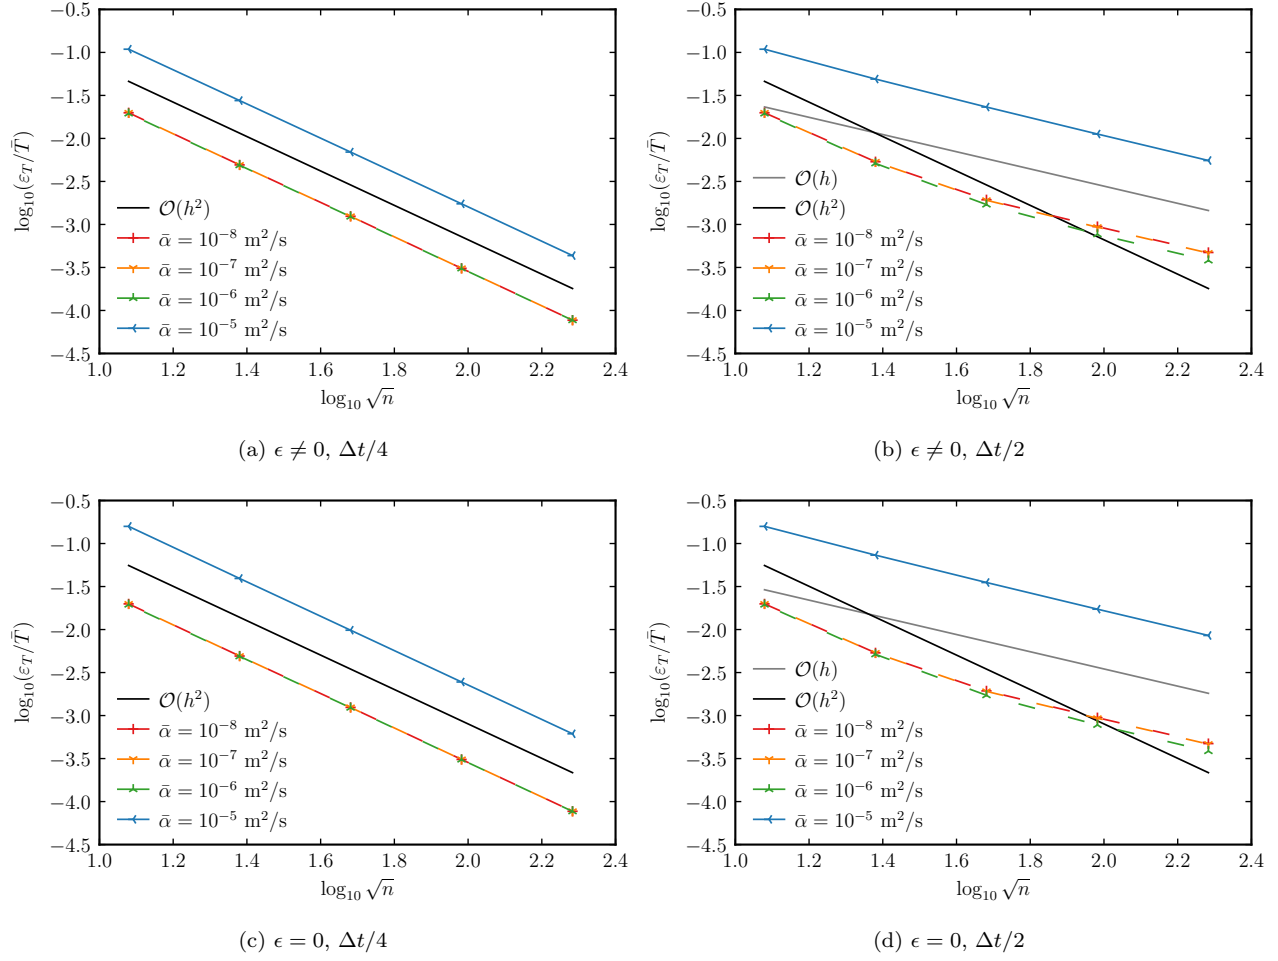 −0.5
−1.0
−1.5
−2.0
−2.5
−3.0
−3.5
−4.0
−4.5
log₁₀(ε_T/T̄)
𝒪(h²)
ᾱ = 10⁻⁸ m²/s
ᾱ = 10⁻⁷ m²/s
ᾱ = 10⁻⁶ m²/s
ᾱ = 10⁻⁵ m²/s
1.0 1.2 1.4 1.6 1.8 2.0 2.2 2.4
log₁₀ √n
(a) ϵ ≠ 0, Δt/4
−0.5
−1.0
−1.5
−2.0
−2.5
−3.0
−3.5
−4.0
−4.5
log₁₀(ε_T/T̄)
𝒪(h)
𝒪(h²)
ᾱ = 10⁻⁸ m²/s
ᾱ = 10⁻⁷ m²/s
ᾱ = 10⁻⁶ m²/s
ᾱ = 10⁻⁵ m²/s
1.0 1.2 1.4 1.6 1.8 2.0 2.2 2.4
log₁₀ √n
(b) ϵ ≠ 0, Δt/2
−0.5
−1.0
−1.5
−2.0
−2.5
−3.0
−3.5
−4.0
−4.5
log₁₀(ε_T/T̄)
𝒪(h²)
ᾱ = 10⁻⁸ m²/s
ᾱ = 10⁻⁷ m²/s
ᾱ = 10⁻⁶ m²/s
ᾱ = 10⁻⁵ m²/s
1.0 1.2 1.4 1.6 1.8 2.0 2.2 2.4
log₁₀ √n
(c) ϵ = 0, Δt/4
−0.5
−1.0
−1.5
−2.0
−2.5
−3.0
−3.5
−4.0
−4.5
log₁₀(ε_T/T̄)
𝒪(h)
𝒪(h²)
ᾱ = 10⁻⁸ m²/s
ᾱ = 10⁻⁷ m²/s
ᾱ = 10⁻⁶ m²/s
ᾱ = 10⁻⁵ m²/s
1.0 1.2 1.4 1.6 1.8 2.0 2.2 2.4
log₁₀ √n
(d) ϵ = 0, Δt/2